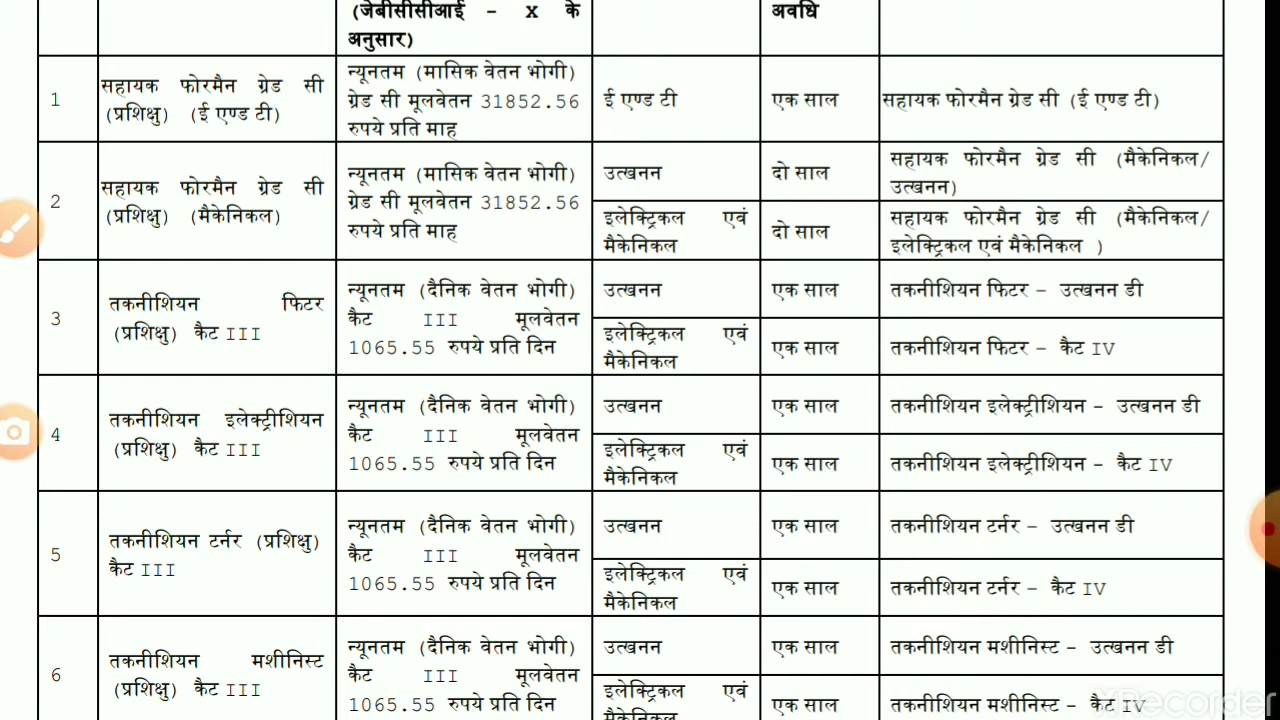 (जेबीसीसीआई - X के
अनुसार)
अवधि
1
सहायक फोरमैन ग्रेड सी
(प्रशिक्षु) (ई एण्ड टी)
न्यूनतम (मासिक वेतन भोगी)
ग्रेड सी मूलवेतन 31852.56
रुपये प्रति माह
ई एण्ड टी
एक साल
सहायक फोरमैन ग्रेड सी (ई एण्ड टी)
2
सहायक फोरमैन ग्रेड सी
(प्रशिक्षु) (मैकेनिकल)
न्यूनतम (मासिक वेतन भोगी)
ग्रेड सी मूलवेतन 31852.56
रुपये प्रति माह
उत्खनन
दो साल
सहायक फोरमैन ग्रेड सी (मैकेनिकल/
उत्खनन)
इलेक्ट्रिकल एवं
मैकेनिकल
दो साल
सहायक फोरमैन ग्रेड सी (मैकेनिकल/
इलेक्ट्रिकल एवं मैकेनिकल )
3
तकनीशियन फिटर
(प्रशिक्षु) कैट III
न्यूनतम (दैनिक वेतन भोगी)
कैट III मूलवेतन
1065.55 रुपये प्रति दिन
उत्खनन
एक साल
तकनीशियन फिटर – उत्खनन डी
इलेक्ट्रिकल एवं
मैकेनिकल
एक साल
तकनीशियन फिटर – कैट IV
4
तकनीशियन इलेक्ट्रीशियन
(प्रशिक्षु) कैट III
न्यूनतम (दैनिक वेतन भोगी)
कैट III मूलवेतन
1065.55 रुपये प्रति दिन
उत्खनन
एक साल
तकनीशियन इलेक्ट्रीशियन – उत्खनन डी
इलेक्ट्रिकल एवं
मैकेनिकल
एक साल
तकनीशियन इलेक्ट्रीशियन – कैट IV
5
तकनीशियन टर्नर (प्रशिक्षु)
कैट III
न्यूनतम (दैनिक वेतन भोगी)
कैट III मूलवेतन
1065.55 रुपये प्रति दिन
उत्खनन
एक साल
तकनीशियन टर्नर – उत्खनन डी
इलेक्ट्रिकल एवं
मैकेनिकल
एक साल
तकनीशियन टर्नर – कैट IV
6
तकनीशियन मशीनिस्ट
(प्रशिक्षु) कैट III
न्यूनतम (दैनिक वेतन भोगी)
कैट III मूलवेतन
1065.55 रुपये प्रति दिन
उत्खनन
एक साल
तकनीशियन मशीनिस्ट – उत्खनन डी
इलेक्ट्रिकल एवं
मैकेनिकल
एक साल
तकनीशियन मशीनिस्ट – कैट IV
XRecorder